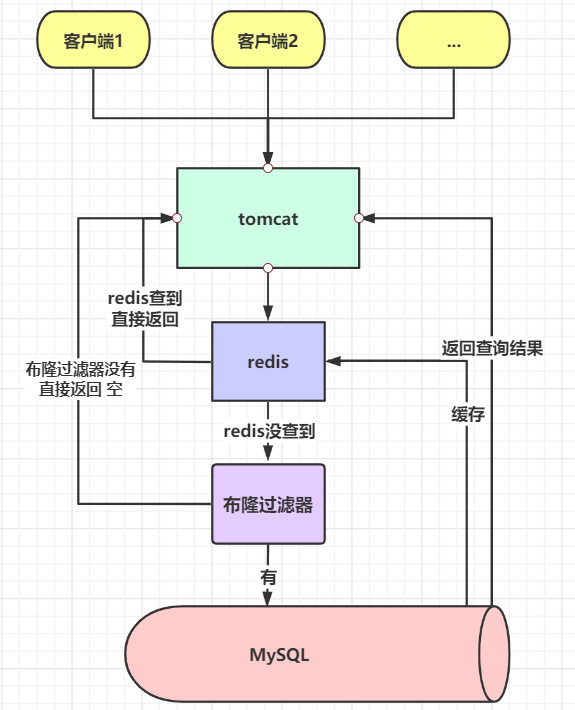 客户端1
客户端2
...
tomcat
redis查到
直接返回
返回查询结果
布隆过滤器没有
直接返回 空
redis
缓存
redis没查到
布隆过滤器
有
MySQL